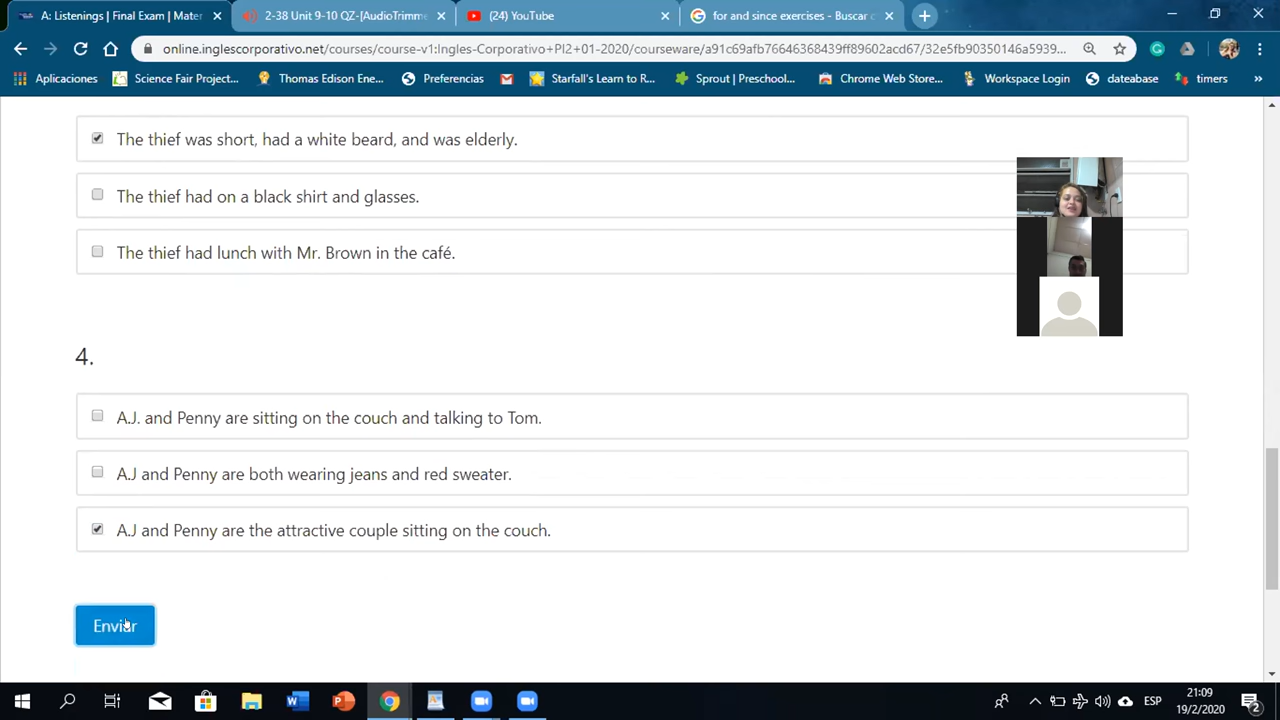 A: Listenings | Final Exam | Mater
2-38 Unit 9-10 QZ-[AudioTrimme
(24) YouTube
for and since exercises - Buscar c
online.inglescorporativo.net/courses/course-v1:Ingles-Corporativo+PI2+01-2020/courseware/a91c69afb76646368439ff89602acd67/32e5fb90350146a5939...
Aplicaciones
Science Fair Project...
Thomas Edison Ene...
Preferencias
Starfall's Learn to R...
Sprout | Preschool...
Chrome Web Store...
Workspace Login
dateabase
timers
»
The thief was short, had a white beard, and was elderly.
The thief had on a black shirt and glasses.
The thief had lunch with Mr. Brown in the café.
4.
A.J. and Penny are sitting on the couch and talking to Tom.
A.J and Penny are both wearing jeans and red sweater.
A.J and Penny are the attractive couple sitting on the couch.
Enviar
ESP
21:09
19/2/2020
2